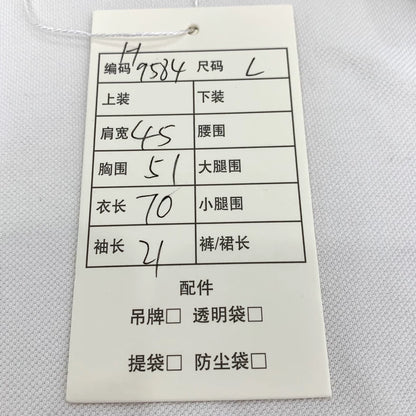 编码 H9584 尺码 L
上装 下装
肩宽 45 腰围
胸围 51 大腿围
衣长 70 小腿围
袖长 21 裤/裙长
配件
吊牌□ 透明袋□
提袋□ 防尘袋□